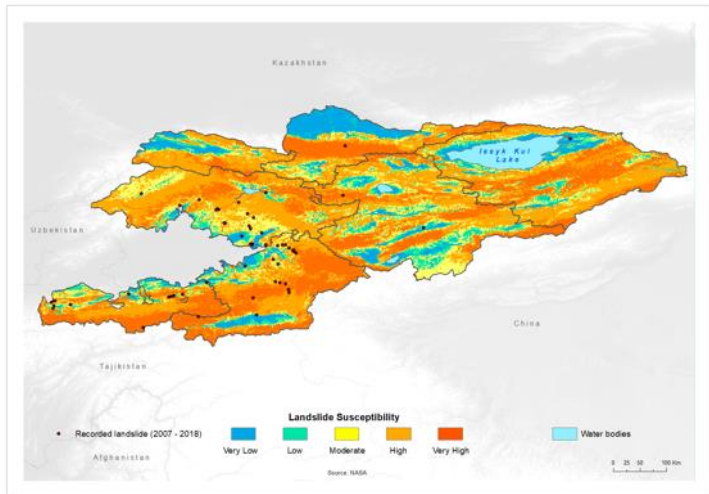 Kazakhstan
Issyk Kul
Lake
Uzbekistan
China
Tajikistan
Landslide Susceptibility
Recorded landslide (2007 - 2018)
Very Low
Low
Moderate
High
Very High
Water bodies
Afghanistan
Source: NASA
0 25 50 100 Km